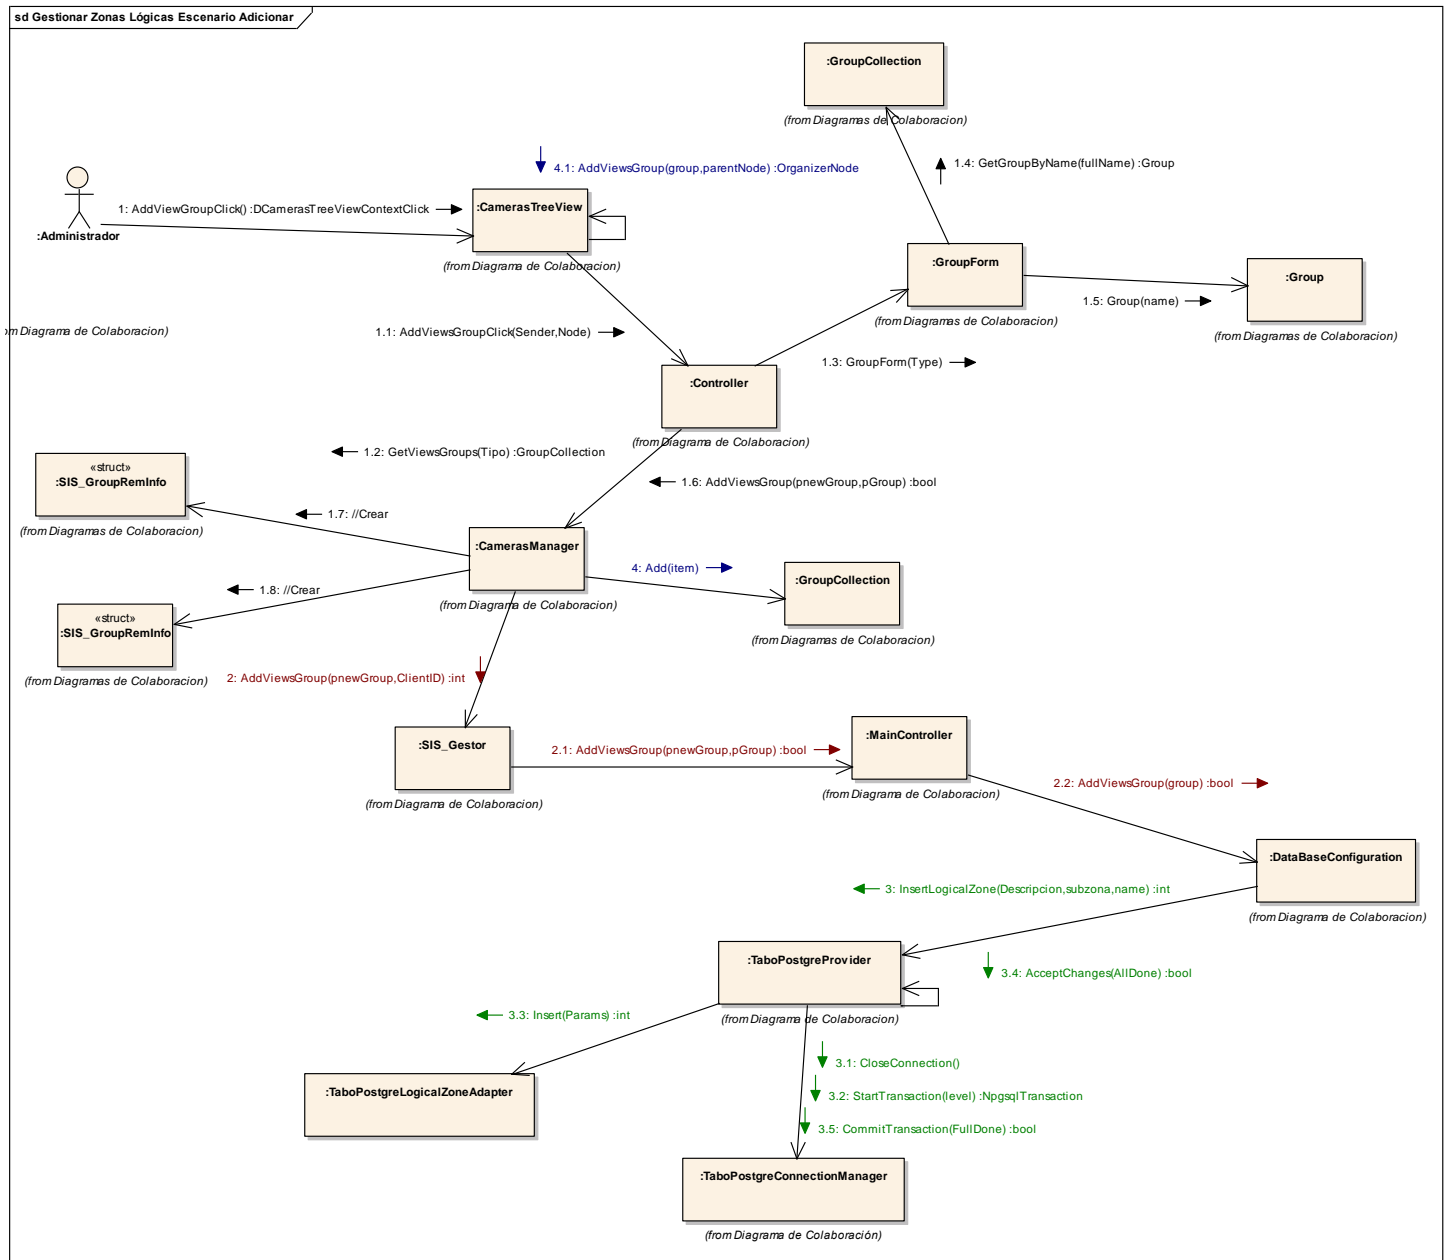 sd Gestionar Zonas Lógicas Escenario Adicionar
:GroupCollection
(from Diagramas de Colaboracion)
4.1: AddViewsGroup(group,parentNode) :OrganizerNode
1.4: GetGroupByName(fullName) :Group
1: AddViewGroupClick() :DCamerasTreeViewContextClick
:CamerasTreeView
:Administrador
(from Diagrama de Colaboracion)
:GroupForm
:Group
1.5: Group(name)
(from Diagramas de Colaboracion)
(from Diagramas de Colaboracion)
om Diagrama de Colaboracion)
1.1: AddViewsGroupClick(Sender,Node)
1.3: GroupForm(Type)
:Controller
(from Diagrama de Colaboracion)
1.2: GetViewsGroups(Tipo) :GroupCollection
«struct»
:SIS_GroupRemInfo
1.6: AddViewsGroup(pnewGroup,pGroup) :bool
1.7: //Crear
(from Diagramas de Colaboracion)
:CamerasManager
4: Add(item)
:GroupCollection
1.8: //Crear
(from Diagrama de Colaboracion)
«struct»
:SIS_GroupRemInfo
(from Diagramas de Colaboracion)
(from Diagramas de Colaboracion)
2: AddViewsGroup(pnewGroup,ClientID) :int
:SIS_Gestor
:MainController
2.1: AddViewsGroup(pnewGroup,pGroup) :bool
2.2: AddViewsGroup(group) :bool
(from Diagrama de Colaboracion)
(from Diagrama de Colaboracion)
:DataBaseConfiguration
3: InsertLogicalZone(Descripcion,subzona,name) :int
(from Diagrama de Colaboracion)
:TaboPostgreProvider
3.4: AcceptChanges(AllDone) :bool
3.3: Insert(Params) :int
(from Diagrama de Colaboracion)
3.1: CloseConnection()
:TaboPostgreLogicalZoneAdapter
3.2: StartTransaction(level) :NpgsqlTransaction
3.5: CommitTransaction(FullDone) :bool
:TaboPostgreConnectionManager
(from Diagrama de Colaboración)